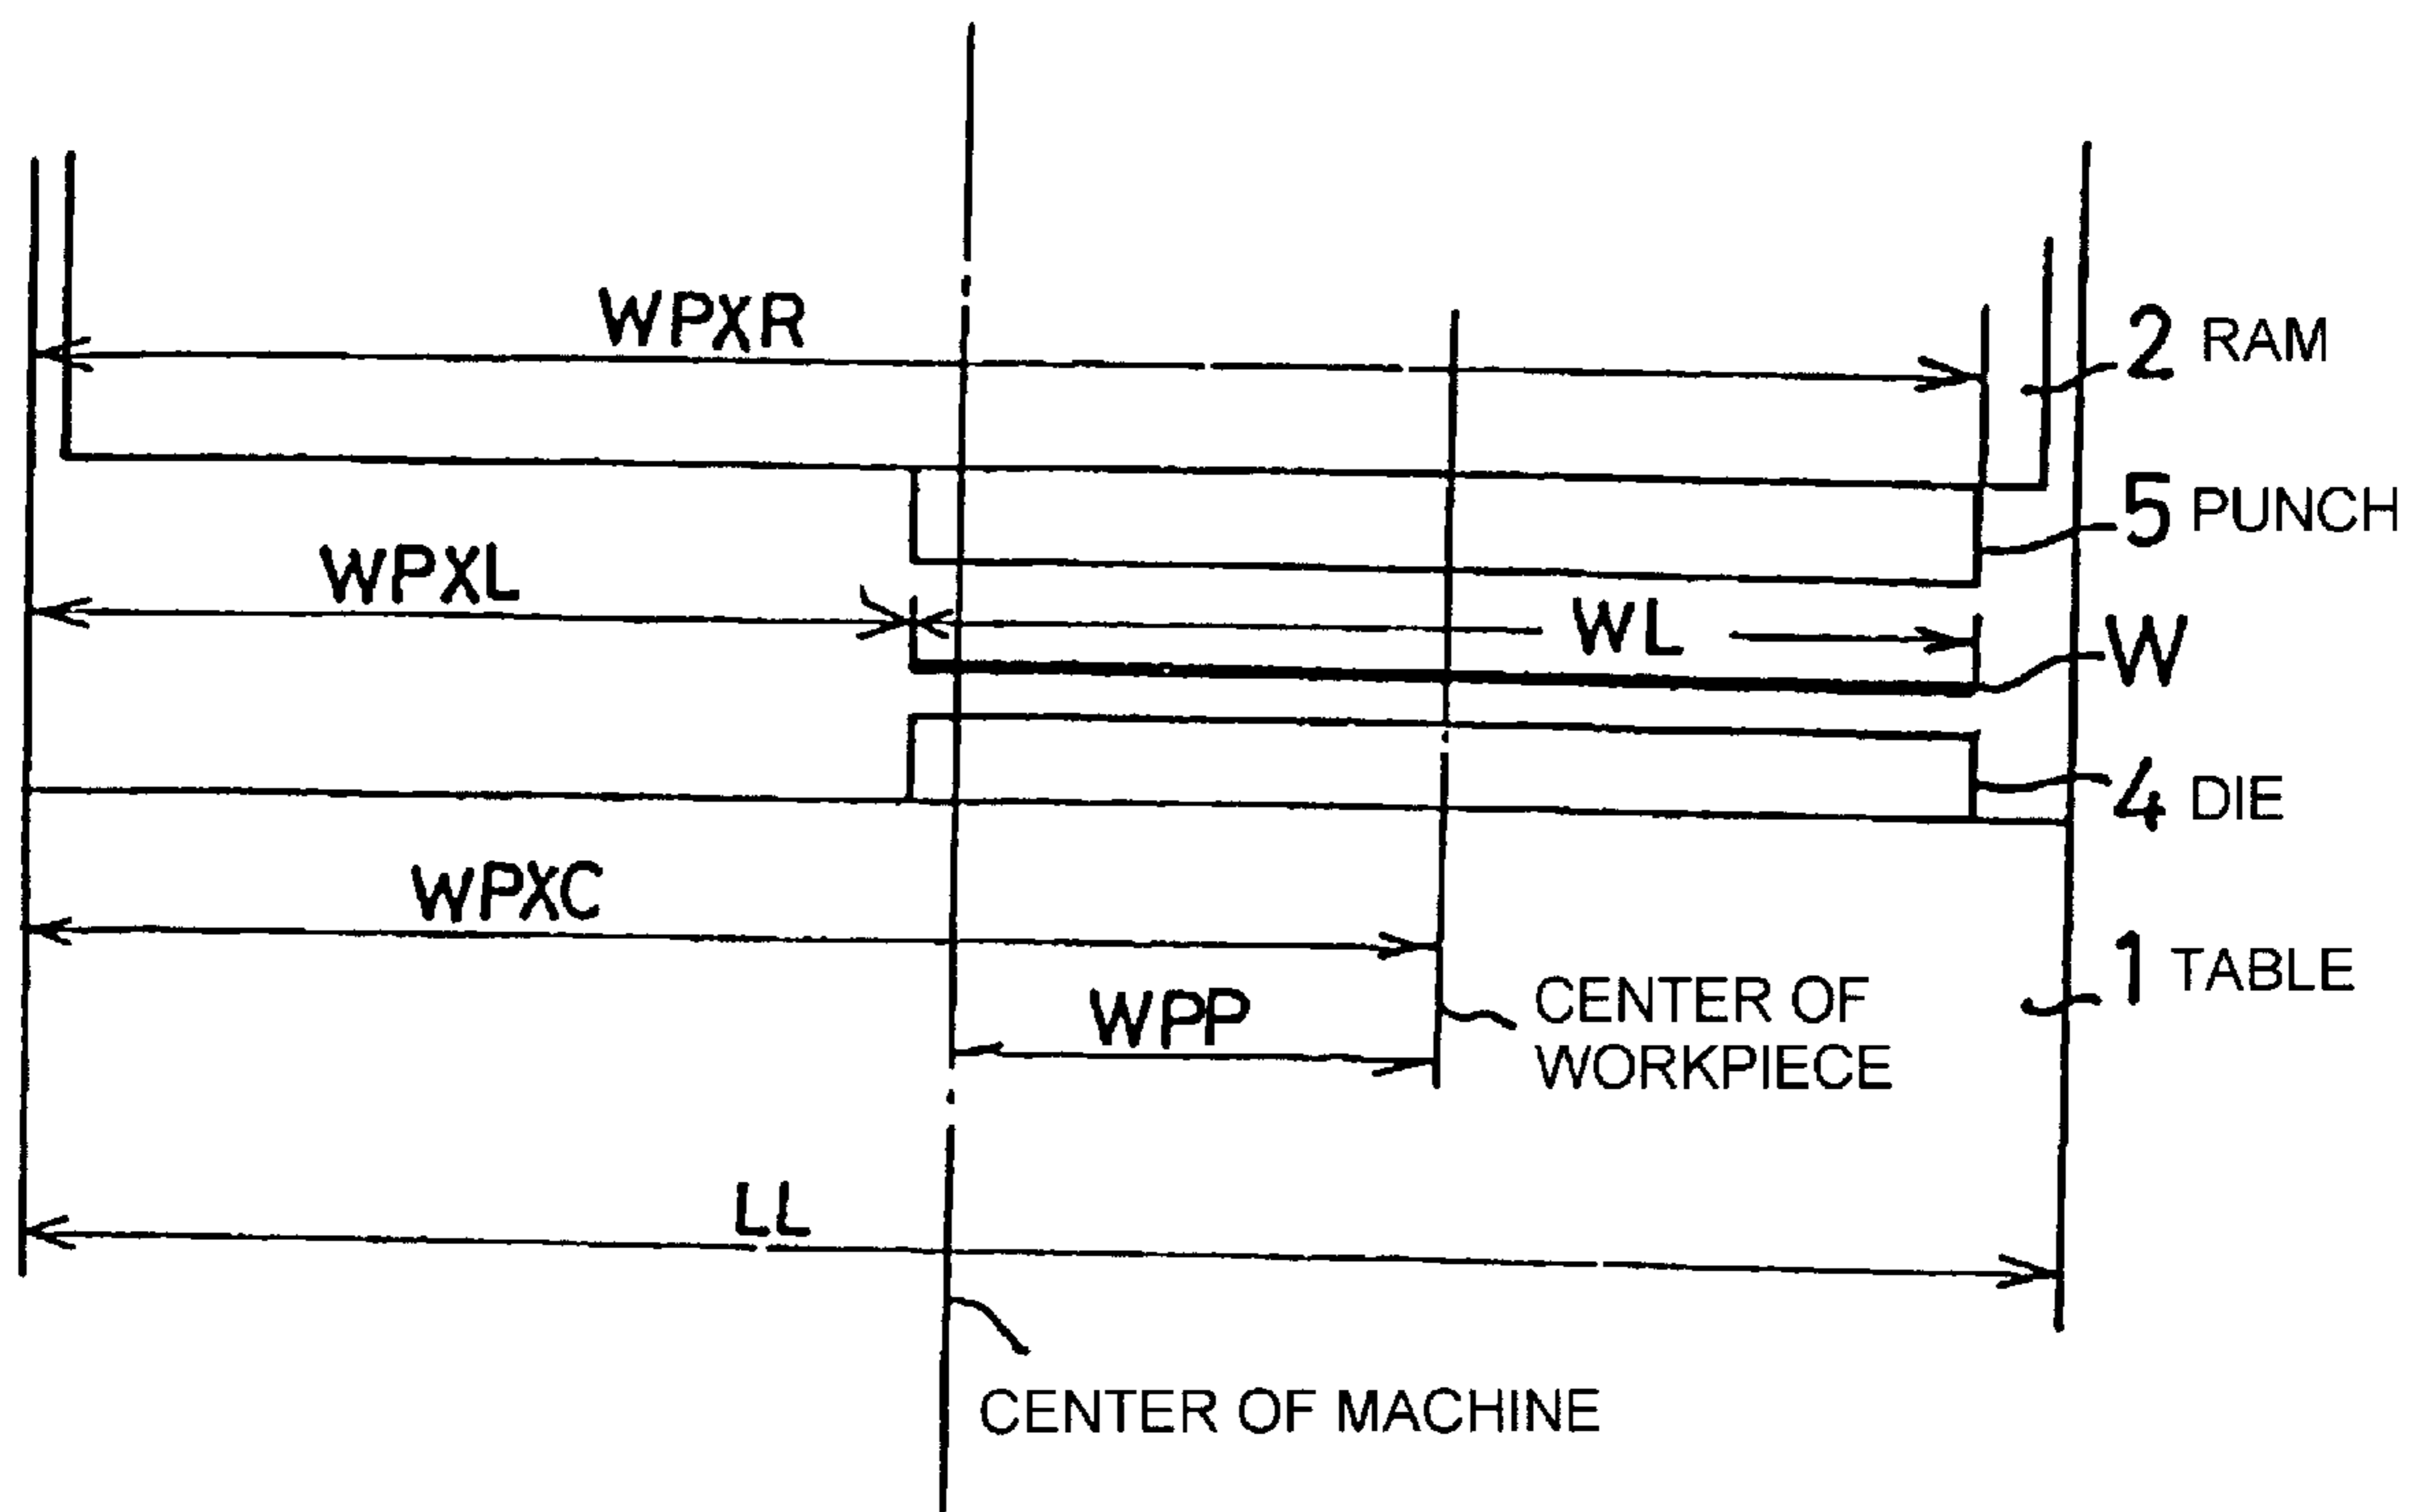 WPXR
2 RAM
5 PUNCH
WPXL
WL
W
4 DIE
WPXC
1 TABLE
WPP
CENTER OF
WORKPIECE
LL
CENTER OF MACHINE